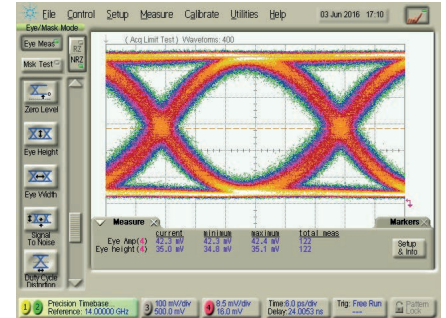 File Control Setup Measure Calibrate Utilities Help 03 Jun 2016 17:10
Eye/Mask Mode
Eye Meas
RZ
NRZ
Msk Test
( Acq Limit Test ) Waveforms: 400
Zero Level
Eye Height
Eye Width
Signal
To Noise
Duty Cycle
Distortion
Measure
Markers
current minimum maximum total meas
Eye Amp(4) 42.3 mV 42.3 mV 42.4 mV 122
Eye height(4) 35.0 mV 34.8 mV 35.1 mV 122
Setup
& Info
1 2 Precision Timebase...
Reference: 14.00000 GHz
3 100 mV/div
500.0 mV
4 8.5 mV/div
16.0 mV
Time:6.0 ps/div
Delay:24.0053 ns
Trig: Free Run
---
Pattern
Lock